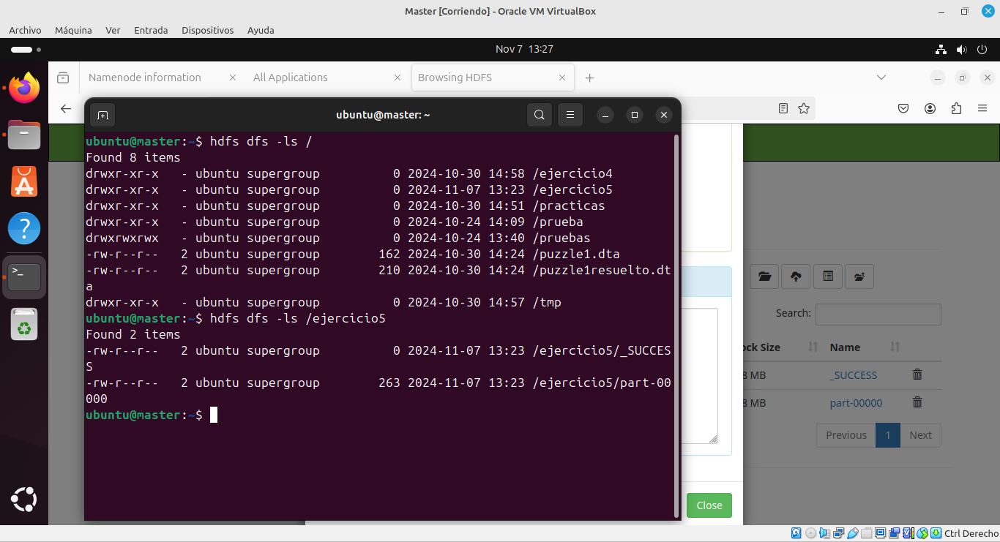 Master [Corriendo] - Oracle VM VirtualBox
Archivo Máquina Ver Entrada Dispositivos Ayuda
Nov 7 13:27
Namenode information
All Applications
Browsing HDFS
ubuntu@master: ~
ubuntu@master:~$ hdfs dfs -ls /
Found 8 items
drwxr-xr-x   - ubuntu supergroup          0 2024-10-30 14:58 /ejercicio4
drwxr-xr-x   - ubuntu supergroup          0 2024-11-07 13:23 /ejercicio5
drwxr-xr-x   - ubuntu supergroup          0 2024-10-30 14:51 /practicas
drwxr-xr-x   - ubuntu supergroup          0 2024-10-24 14:09 /prueba
drwxrwxrwx   - ubuntu supergroup          0 2024-10-24 13:40 /pruebas
-rw-r--r--   2 ubuntu supergroup        162 2024-10-30 14:24 /puzzle1.dta
-rw-r--r--   2 ubuntu supergroup        210 2024-10-30 14:24 /puzzle1resuelto.dt
a
drwxr-xr-x   - ubuntu supergroup          0 2024-10-30 14:57 /tmp
ubuntu@master:~$ hdfs dfs -ls /ejercicio5
Found 2 items
-rw-r--r--   2 ubuntu supergroup          0 2024-11-07 13:23 /ejercicio5/_SUCCES
S
-rw-r--r--   2 ubuntu supergroup        263 2024-11-07 13:23 /ejercicio5/part-00
000
ubuntu@master:~$
Search:
ock Size Name
8 MB _SUCCESS
8 MB part-00000
Previous 1 Next
Close
Ctrl Derecho